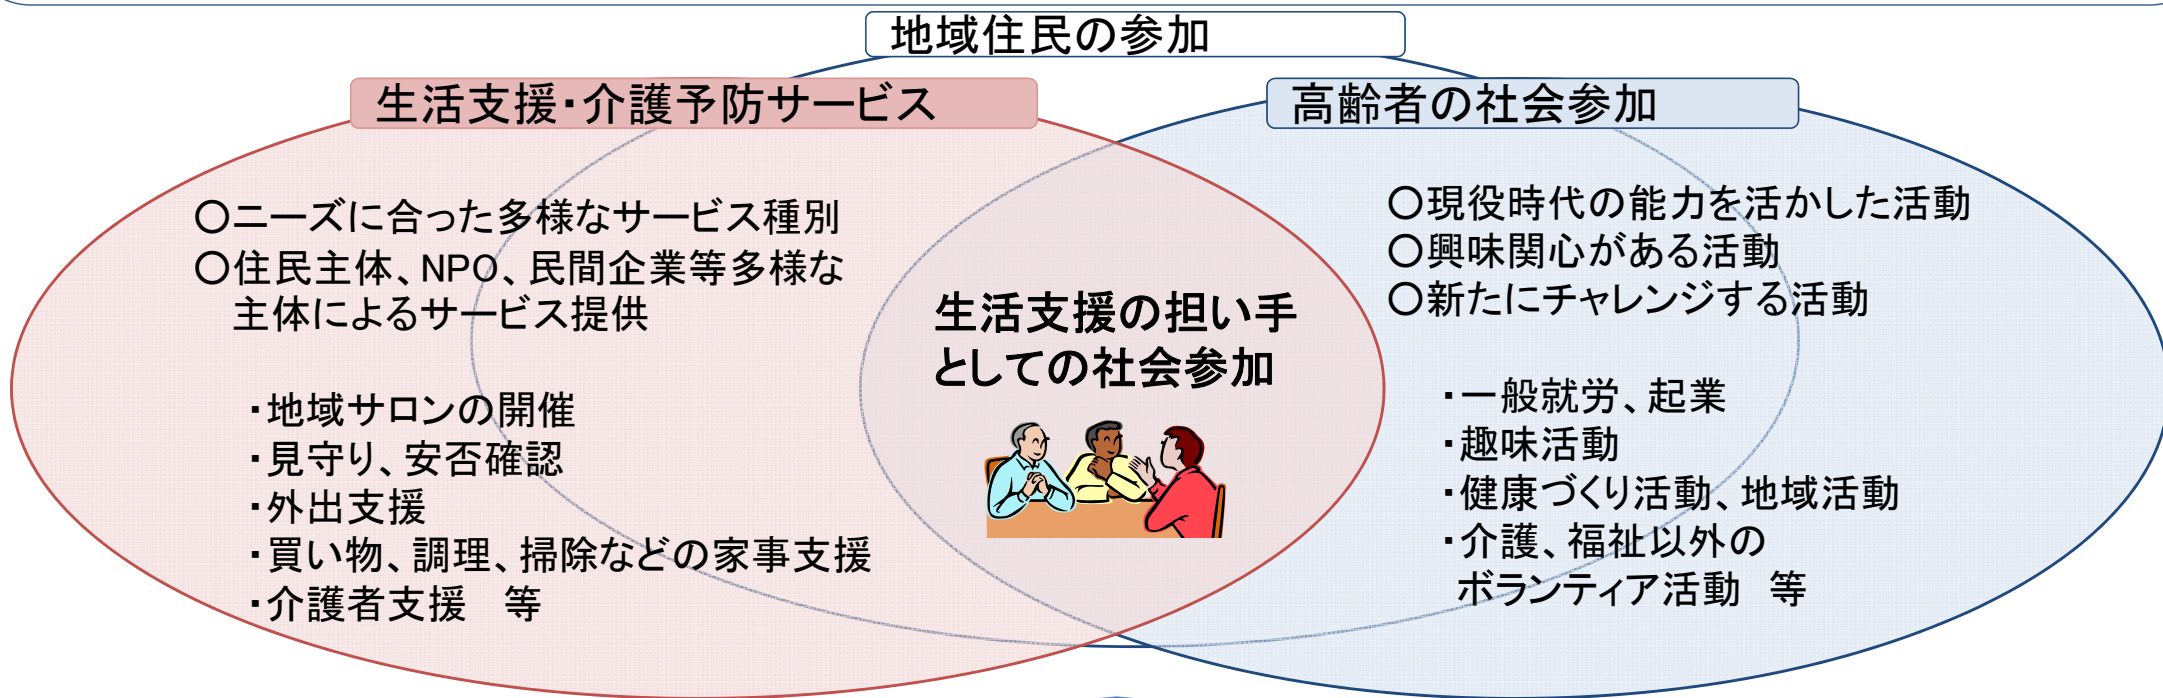 地域住民の参加
生活支援・介護予防サービス
〇ニーズに合った多様なサービス種別
〇住民主体、NPO、民間企業等多様な
主体によるサービス提供
・地域サロンの開催
・見守り、安否確認
・外出支援
・買い物、調理、掃除などの家事支援
・介護者支援　等
生活支援の担い手
としての社会参加
高齢者の社会参加
〇現役時代の能力を活かした活動
〇興味関心がある活動
〇新たにチャレンジする活動
・一般就労、起業
・趣味活動
・健康づくり活動、地域活動
・介護、福祉以外の
ボランティア活動　等